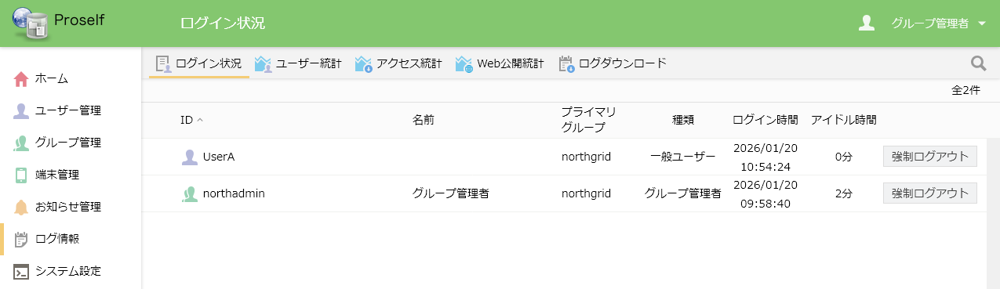 Proself
ログイン状況
グループ管理者
ホーム
ユーザー管理
グループ管理
端末管理
お知らせ管理
ログ情報
システム設定
ログイン状況 ユーザー統計 アクセス統計 Web公開統計 ログダウンロード
全2件
ID 名前 プライマリ グループ 種類 ログイン時間 アイドル時間
UserA northgrid 一般ユーザー 2026/01/20 10:54:24 0分 強制ログアウト
northadmin グループ管理者 northgrid グループ管理者 2026/01/20 09:58:40 2分 強制ログアウト